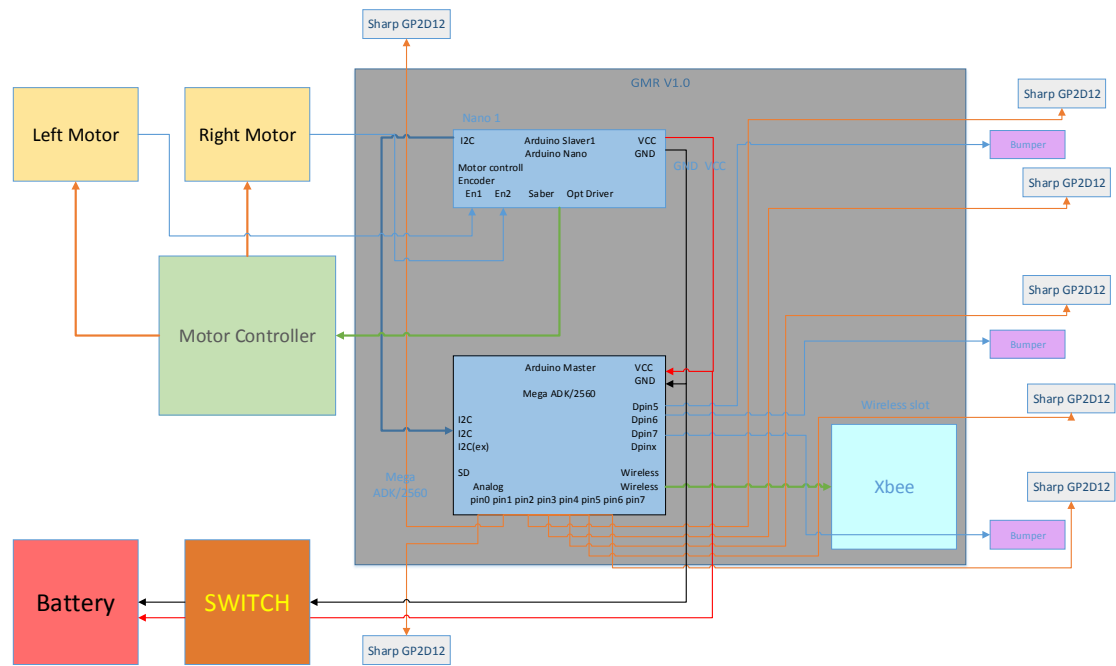 Sharp GP2D12
GMR V1.0
Sharp GP2D12
Left Motor
Right Motor
Nano 1
I2C
Arduino Slaver1
VCC
Arduino Nano
GND
Motor controll
Encoder
En1
En2
Saber
Opt Driver
GND
VCC
Bumper
Sharp GP2D12
Sharp GP2D12
Motor Controller
Bumper
Arduino Master
VCC
GND
Mega ADK/2560
Dpin5
Dpin6
Dpin7
Dpinx
I2C
I2C
I2C(ex)
SD
Wireless
Analog
Wireless
pin0 pin1 pin2 pin3 pin4 pin5 pin6 pin7
Mega
ADK/2560
Wireless slot
Sharp GP2D12
Xbee
Sharp GP2D12
Bumper
Battery
SWITCH
Sharp GP2D12